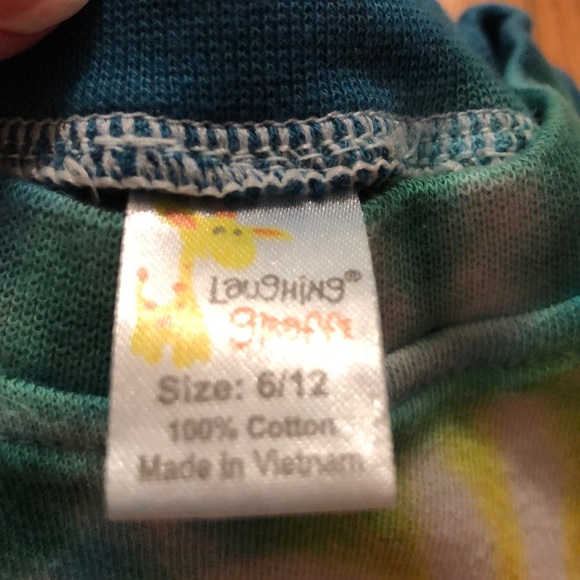 Laughing®
giraffe
Size: 6/12
100% Cotton
Made in Vietnam